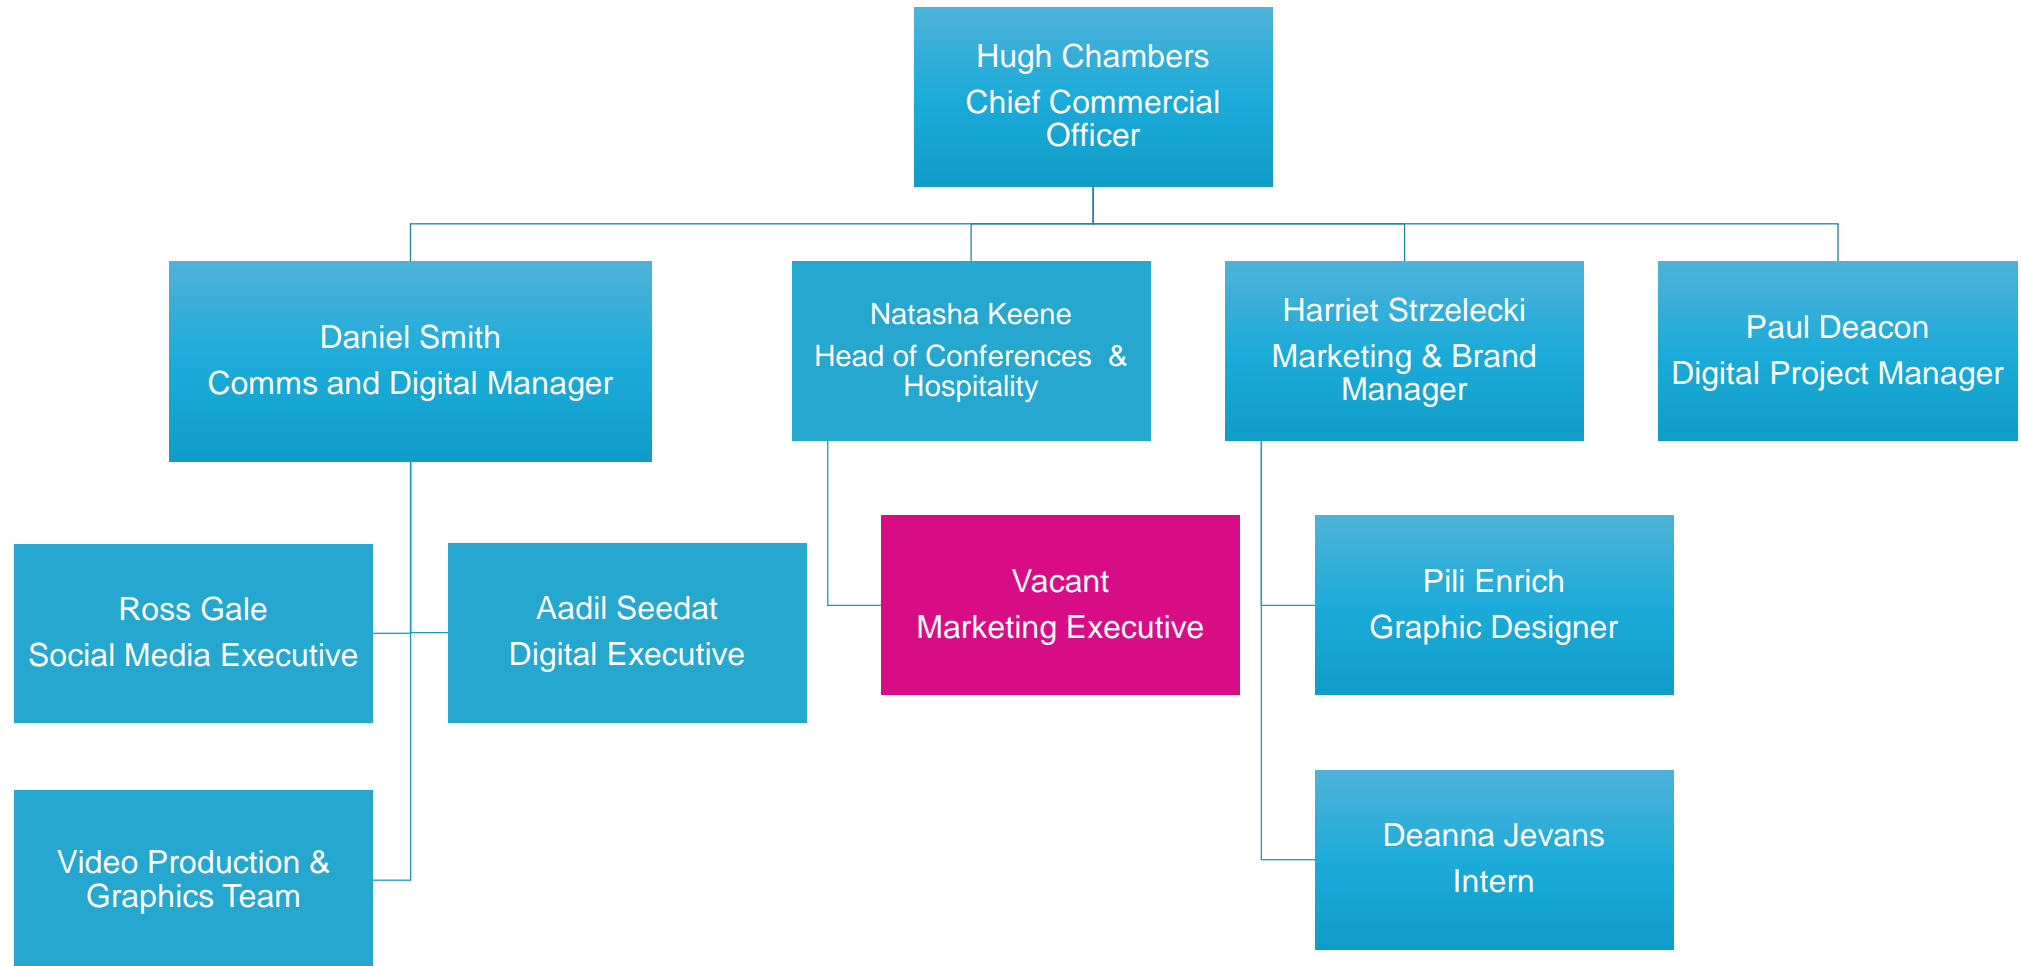 Hugh Chambers
Chief Commercial
Officer
Daniel Smith
Comms and Digital Manager
Natasha Keene
Head of Conferences &
Hospitality
Harriet Strzelecki
Marketing & Brand
Manager
Paul Deacon
Digital Project Manager
Ross Gale
Social Media Executive
Aadil Seedat
Digital Executive
Vacant
Marketing Executive
Pili Enrich
Graphic Designer
Video Production &
Graphics Team
Deanna Jevans
Intern